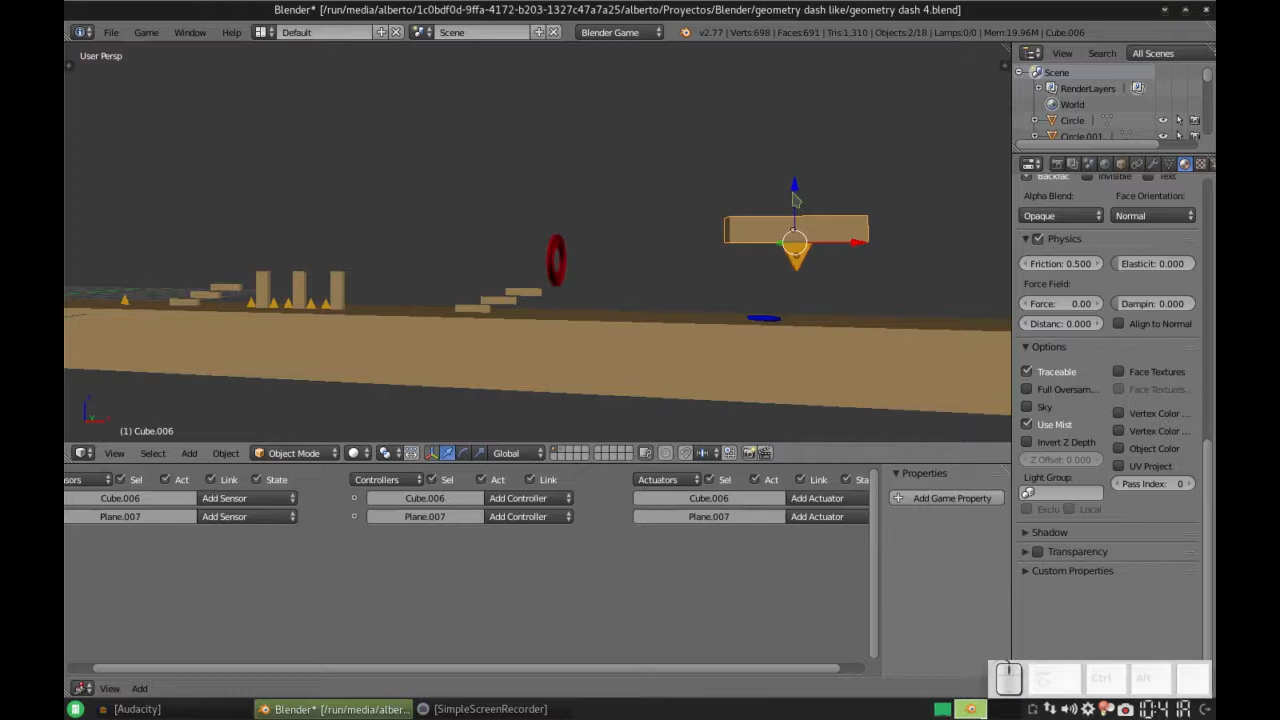 Blender* [/run/media/alberto/1c0bdf0d-9ffa-4172-b203-1327c47a7a25/alberto/Proyectos/Blender/geometry dash like/geometry dash 4.blend]
File Game Window Help Default Scene Blender Game v2.77 | Verts:698 | Faces:691 | Tris:1,310 | Objects:2/18 | Lamps:0/0 | Mem:19.96M | Cube.006
View Search All Scenes
User Persp
Scene
RenderLayers
World
Circle
Circle.001
Backfac Invisible Text
Alpha Blend: Face Orientation:
Opaque Normal
Physics
Friction: 0.500 Elasticit: 0.000
Force Field:
Force: 0.00 Dampin: 0.000
Distanc: 0.000 Align to Normal
Options
Traceable Face Textures
Full Oversam... Face Textures
Sky Vertex Color ...
Use Mist Vertex Color ...
Invert Z Depth Object Color
Z Offset: 0.000 UV Project
Light Group: Pass Index: 0
Exclu Local
Shadow
Transparency
Custom Properties
(1) Cube.006
View Select Add Object Object Mode Global
sors Sel Act Link State Controllers Sel Act Link Actuators Sel Act Link Sta
Cube.006 Add Sensor Cube.006 Add Controller Cube.006 Add Actuator
Plane.007 Add Sensor Plane.007 Add Controller Plane.007 Add Actuator
Properties
Add Game Property
View Add
Ctrl Alt
[Audacity] Blender* [/run/media/alber... [SimpleScreenRecorder]